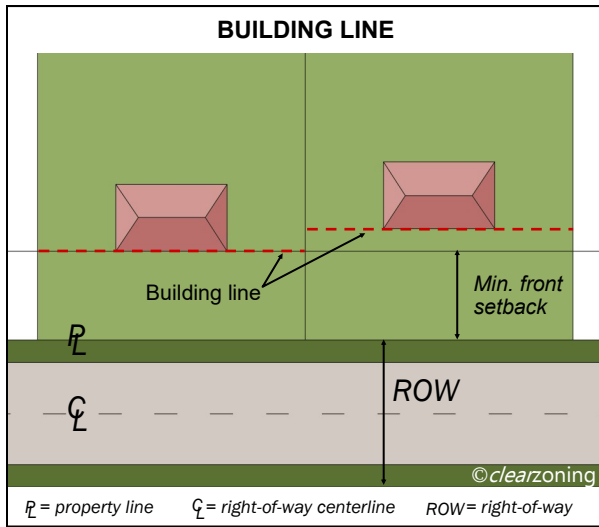 BUILDING LINE
Building line
Min. front
setback
PL
CL
ROW
©clearzoning
PL = property line CL = right-of-way centerline ROW = right-of-way